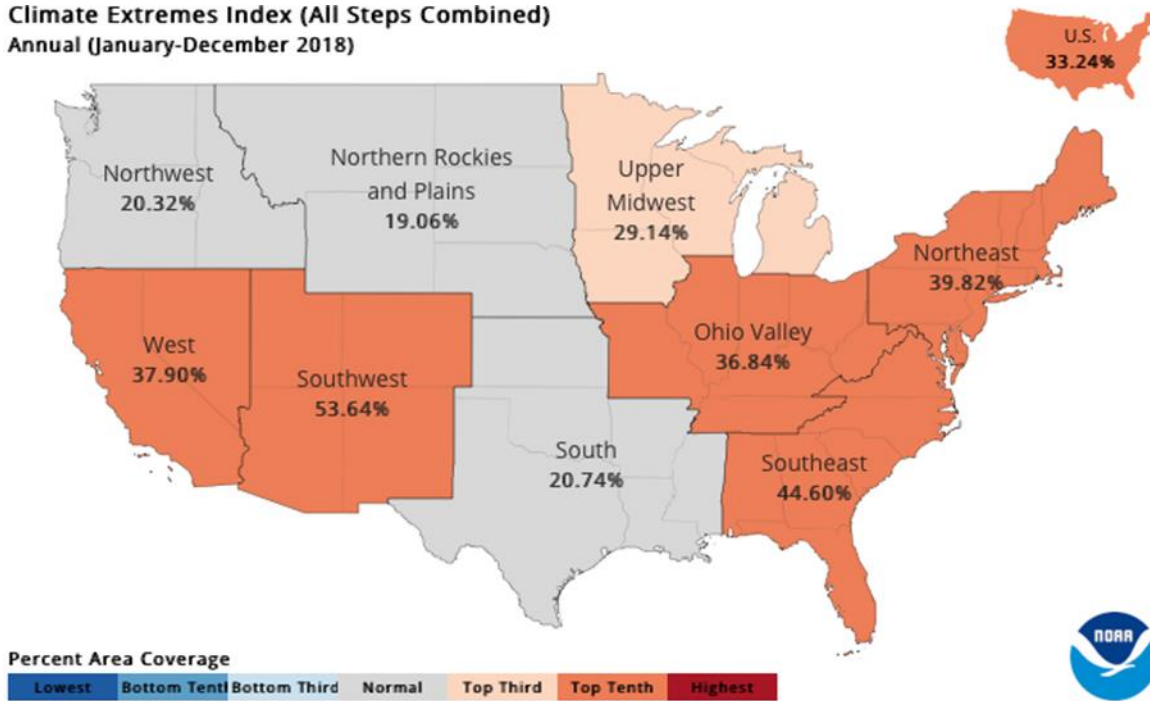 Climate Extremes Index (All Steps Combined)
Annual (January-December 2018)
U.S.
33.24%
Northwest
20.32%
Northern Rockies
and Plains
19.06%
Upper
Midwest
29.14%
Northeast
39.82%
West
37.90%
Southwest
53.64%
Ohio Valley
36.84%
South
20.74%
Southeast
44.60%
NOAA
Percent Area Coverage
Lowest Bottom Tenth Bottom Third Normal Top Third Top Tenth Highest